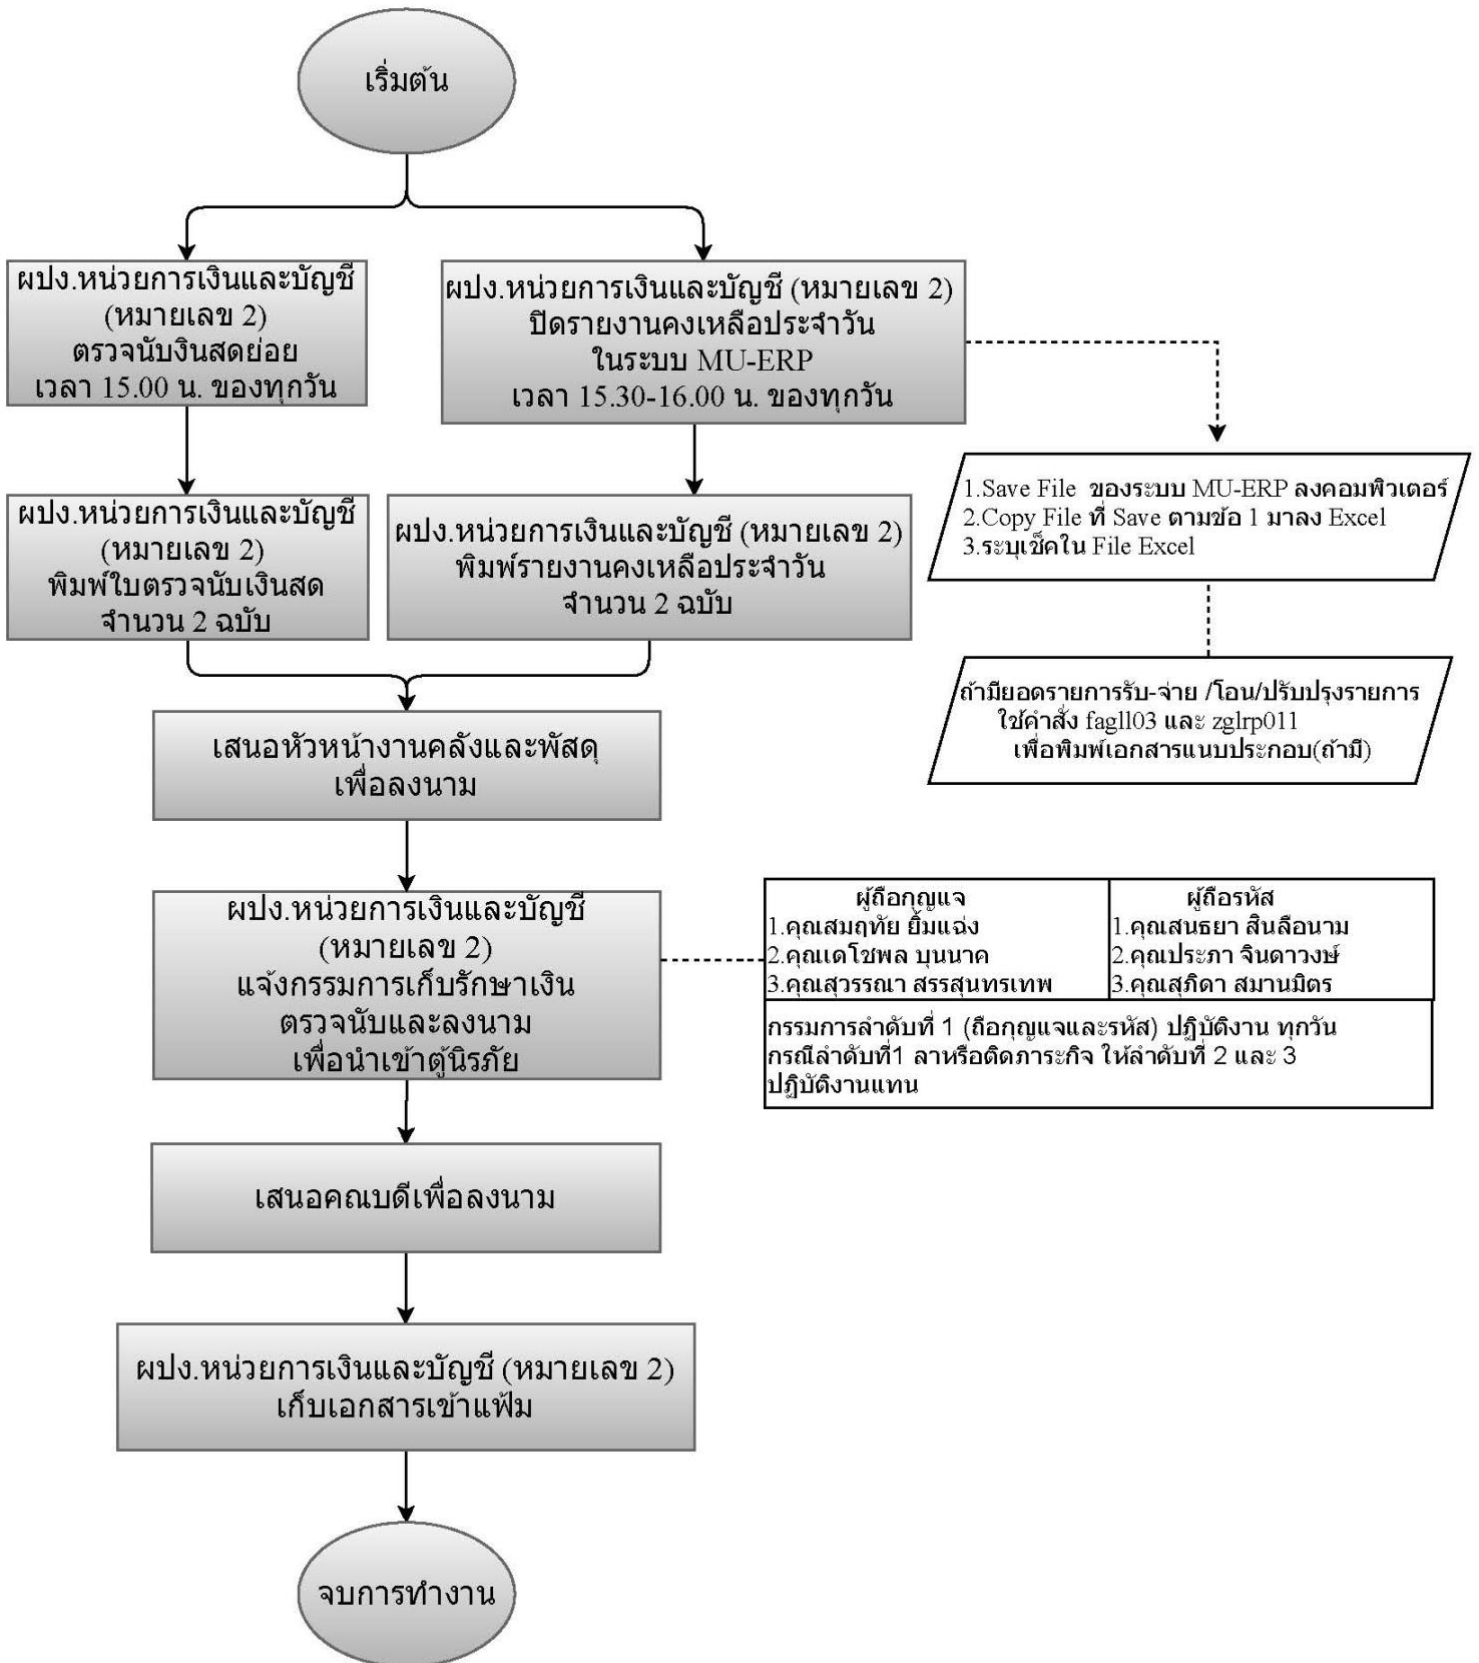 เริ่มต้น
ผปง.หน่วยการเงินและบัญชี
(หมายเลข 2)
ตรวจนับงินสดย่อย
เวลา 15.00 น. ของทุกวัน
ผปง.หน่วยการเงินและบัญชี (หมายเลข 2)
ปิดรายงานคงเหลือประจำวัน
ในระบบ MU-ERP
เวลา 15.30-16.00 น. ของทุกวัน
1.Save File ของระบบ MU-ERP ลงคอมพิวเตอร์
2.Copy File ที่ Save ตามข้อ 1 มาลง Excel
3.ระบุเช็คใน File Excel
ผปง.หน่วยการเงินและบัญชี
(หมายเลข 2)
พิมพ์ใบตรวจนับเงินสด
จำนวน 2 ฉบับ
ผปง.หน่วยการเงินและบัญชี (หมายเลข 2)
พิมพ์รายงานคงเหลือประจำวัน
จำนวน 2 ฉบับ
ถ้ามียอดรายการรับ-จ่าย /โอน/ปรับปรุงรายการ
ใช้คำสั่ง fagll03 และ zglrp011
เพื่อพิมพ์เอกสารแนบประกอบ(ถ้ามี)
เสนอหัวหน้างานคลังและพัสดุ
เพื่อลงนาม
ผปง.หน่วยการเงินและบัญชี
(หมายเลข 2)
แจ้งกรรมการเก็บรักษาเงิน
ตรวจนับและลงนาม
เพื่อนำเข้าตู้นิรภัย
ผู้ถือกุญแจ
1.คุณสมฤทัย ยิ้มแฉ่ง
2.คุณเดโชพล บุนนาค
3.คุณสุวรรณา สรรสุนทรเทพ
ผู้ถือรหัส
1.คุณสนธยา สินลือนาม
2.คุณประภา จินดาวงษ์
3.คุณสุภิดา สมานมิตร
กรรมการลำดับที่ 1 (ถือกุญแจและรหัส) ปฏิบัติงาน ทุกวัน
กรณีลำดับที่1 ลาหรือติดภาระกิจ ให้ลำดับที่ 2 และ 3
ปฏิบัติงานแทน
เสนอคณบดีเพื่อลงนาม
ผปง.หน่วยการเงินและบัญชี (หมายเลข 2)
เก็บเอกสารเข้าแฟ้ม
จบการทำงาน